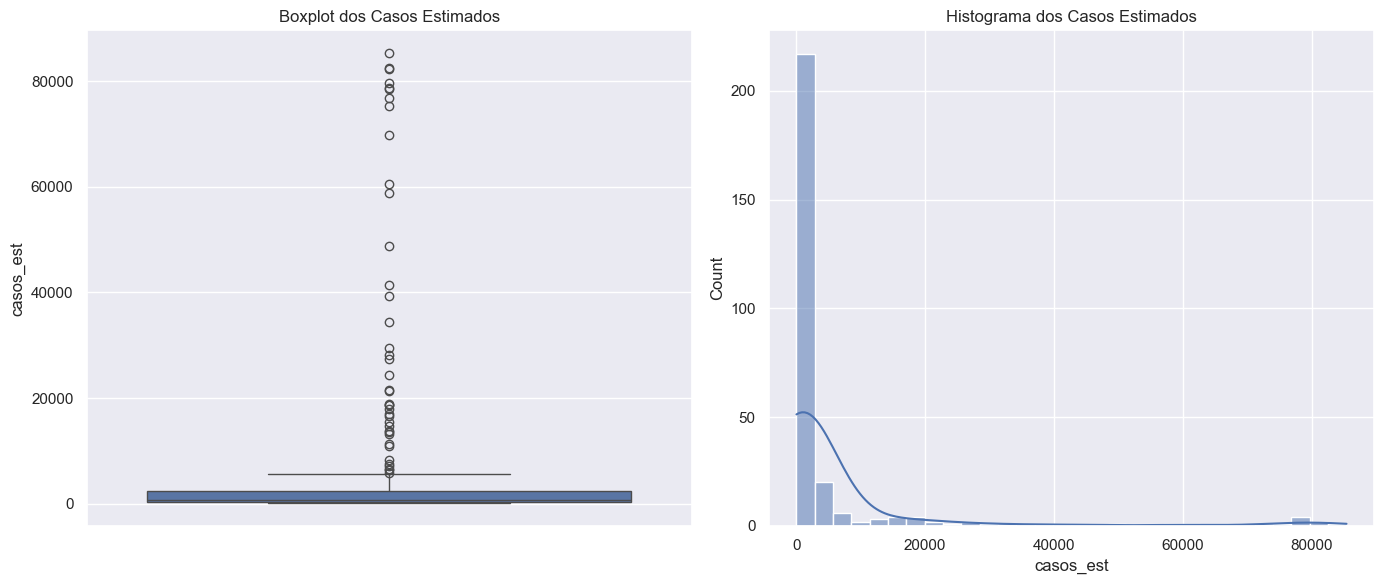 Boxplot dos Casos Estimados
casos_est
80000
60000
40000
20000
0
Histograma dos Casos Estimados
Count
200
150
100
50
0
0 20000 40000 60000 80000
casos_est